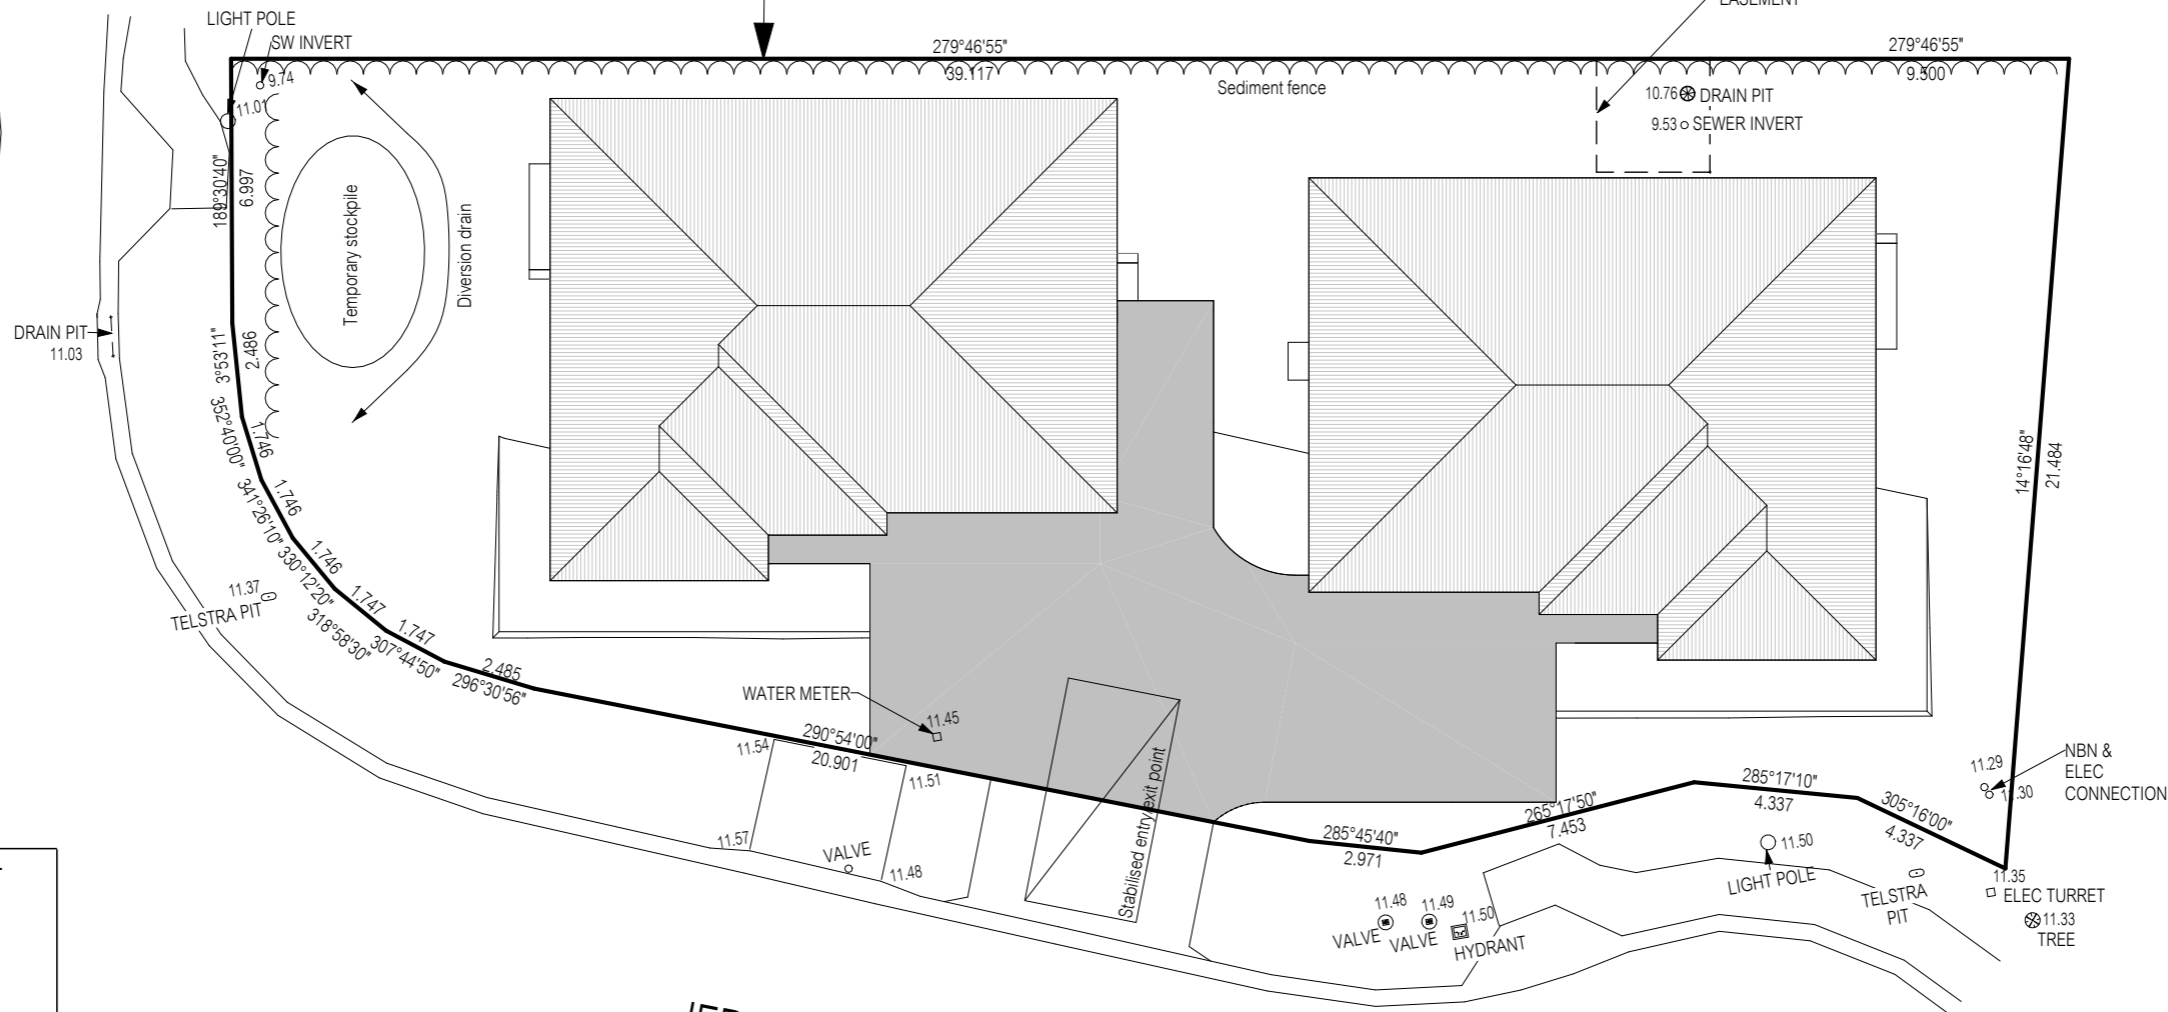 LIGHT POLE
EASEMENT
SW INVERT
279°46'55"
279°46'55"
39.117
9.500
9.74
Sediment fence
11.01
10.76
DRAIN PIT
9.53
SEWER INVERT
189°30'40"
6.997
Temporary stockpile
Diversion drain
DRAIN PIT
11.03
3°53'11"
2.486
352°40'00"
1.746
341°26'10"
1.746
330°12'20"
1.746
318°58'30"
1.747
307°44'50"
1.747
296°30'56"
2.485
11.37
TELSTRA PIT
14°16'48"
21.484
WATER METER
11.45
290°54'00"
20.901
11.54
11.51
11.57
VALVE
11.48
Stabilised entry/exit point
285°45'40"
2.971
265°17'50"
7.453
285°17'10"
4.337
305°16'00"
4.337
11.29
11.30
NBN &
ELEC
CONNECTION
11.50
LIGHT POLE
TELSTRA
PIT
11.35
ELEC TURRET
11.33
TREE
11.48
VALVE
11.49
VALVE
11.50
HYDRANT